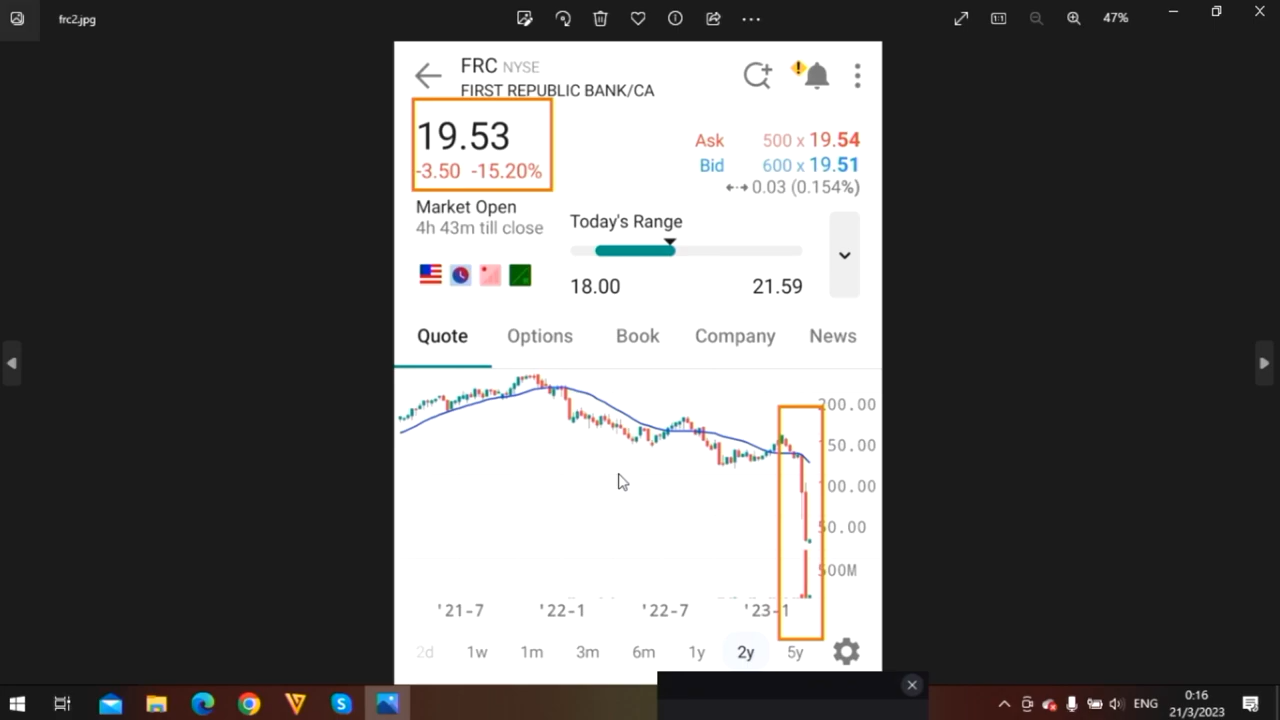 frc2.jpg
47%
FRC NYSE
FIRST REPUBLIC BANK/CA
19.53
-3.50 -15.20%
Ask 500 x 19.54
Bid 600 x 19.51
0.03 (0.154%)
Market Open
4h 43m till close
Today's Range
18.00 21.59
Quote Options Book Company News
200.00
150.00
100.00
50.00
500M
'21-7 '22-1 '22-7 '23-1
2d 1w 1m 3m 6m 1y 2y 5y
ENG
0:16
21/3/2023